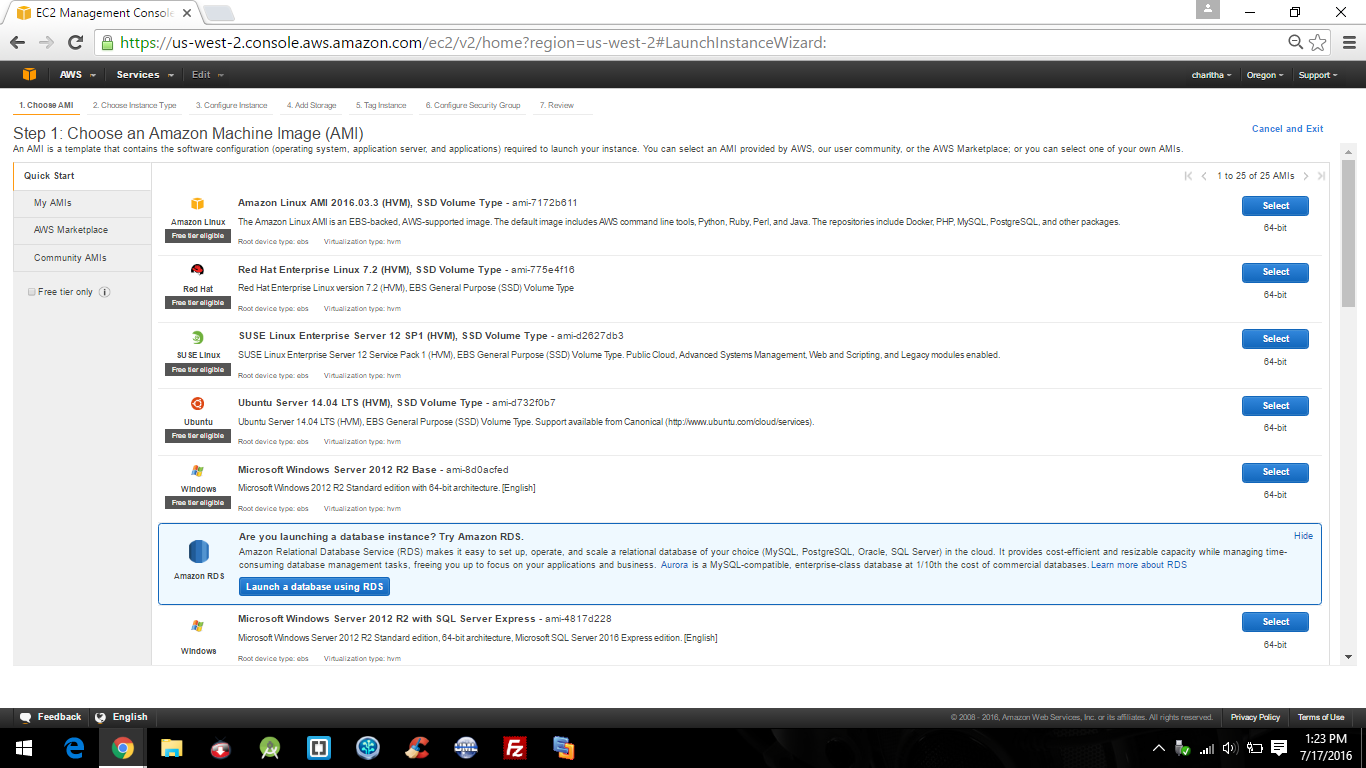 EC2 Management Console
https://us-west-2.console.aws.amazon.com/ec2/v2/home?region=us-west-2#LaunchInstanceWizard:
AWS Services Edit charitha Oregon Support
1. Choose AMI 2. Choose Instance Type 3. Configure Instance 4. Add Storage 5. Tag Instance 6. Configure Security Group 7. Review
Step 1: Choose an Amazon Machine Image (AMI)
Cancel and Exit
An AMI is a template that contains the software configuration (operating system, application server, and applications) required to launch your instance. You can select an AMI provided by AWS, our user community, or the AWS Marketplace; or you can select one of your own AMIs.
Quick Start
My AMIs
AWS Marketplace
Community AMIs
Free tier only
1 to 25 of 25 AMIs
Amazon Linux
Free tier eligible
Amazon Linux AMI 2016.03.3 (HVM), SSD Volume Type - ami-7172b611
The Amazon Linux AMI is an EBS-backed, AWS-supported image. The default image includes AWS command line tools, Python, Ruby, Perl, and Java. The repositories include Docker, PHP, MySQL, PostgreSQL, and other packages.
Root device type: ebs Virtualization type: hvm
Select
64-bit
Red Hat
Free tier eligible
Red Hat Enterprise Linux 7.2 (HVM), SSD Volume Type - ami-775e4f16
Red Hat Enterprise Linux version 7.2 (HVM), EBS General Purpose (SSD) Volume Type
Root device type: ebs Virtualization type: hvm
Select
64-bit
SUSE Linux
Free tier eligible
SUSE Linux Enterprise Server 12 SP1 (HVM), SSD Volume Type - ami-d2627db3
SUSE Linux Enterprise Server 12 Service Pack 1 (HVM), EBS General Purpose (SSD) Volume Type. Public Cloud, Advanced Systems Management, Web and Scripting, and Legacy modules enabled.
Root device type: ebs Virtualization type: hvm
Select
64-bit
Ubuntu
Free tier eligible
Ubuntu Server 14.04 LTS (HVM), SSD Volume Type - ami-d732f0b7
Ubuntu Server 14.04 LTS (HVM), EBS General Purpose (SSD) Volume Type. Support available from Canonical (http://www.ubuntu.com/cloud/services).
Root device type: ebs Virtualization type: hvm
Select
64-bit
Windows
Free tier eligible
Microsoft Windows Server 2012 R2 Base - ami-8d0acfed
Microsoft Windows 2012 R2 Standard edition with 64-bit architecture. [English]
Root device type: ebs Virtualization type: hvm
Select
64-bit
Amazon RDS
Are you launching a database instance? Try Amazon RDS.
Hide
Amazon Relational Database Service (RDS) makes it easy to set up, operate, and scale a relational database of your choice (MySQL, PostgreSQL, Oracle, SQL Server) in the cloud. It provides cost-efficient and resizable capacity while managing time-
consuming database management tasks, freeing you up to focus on your applications and business. Aurora is a MySQL-compatible, enterprise-class database at 1/10th the cost of commercial databases. Learn more about RDS
Launch a database using RDS
Windows
Microsoft Windows Server 2012 R2 with SQL Server Express - ami-4817d228
Microsoft Windows Server 2012 R2 Standard edition, 64-bit architecture, Microsoft SQL Server 2016 Express edition. [English]
Root device type: ebs Virtualization type: hvm
Select
64-bit
Feedback English © 2008 - 2016, Amazon Web Services, Inc. or its affiliates. All rights reserved. Privacy Policy Terms of Use
1:23 PM
7/17/2016